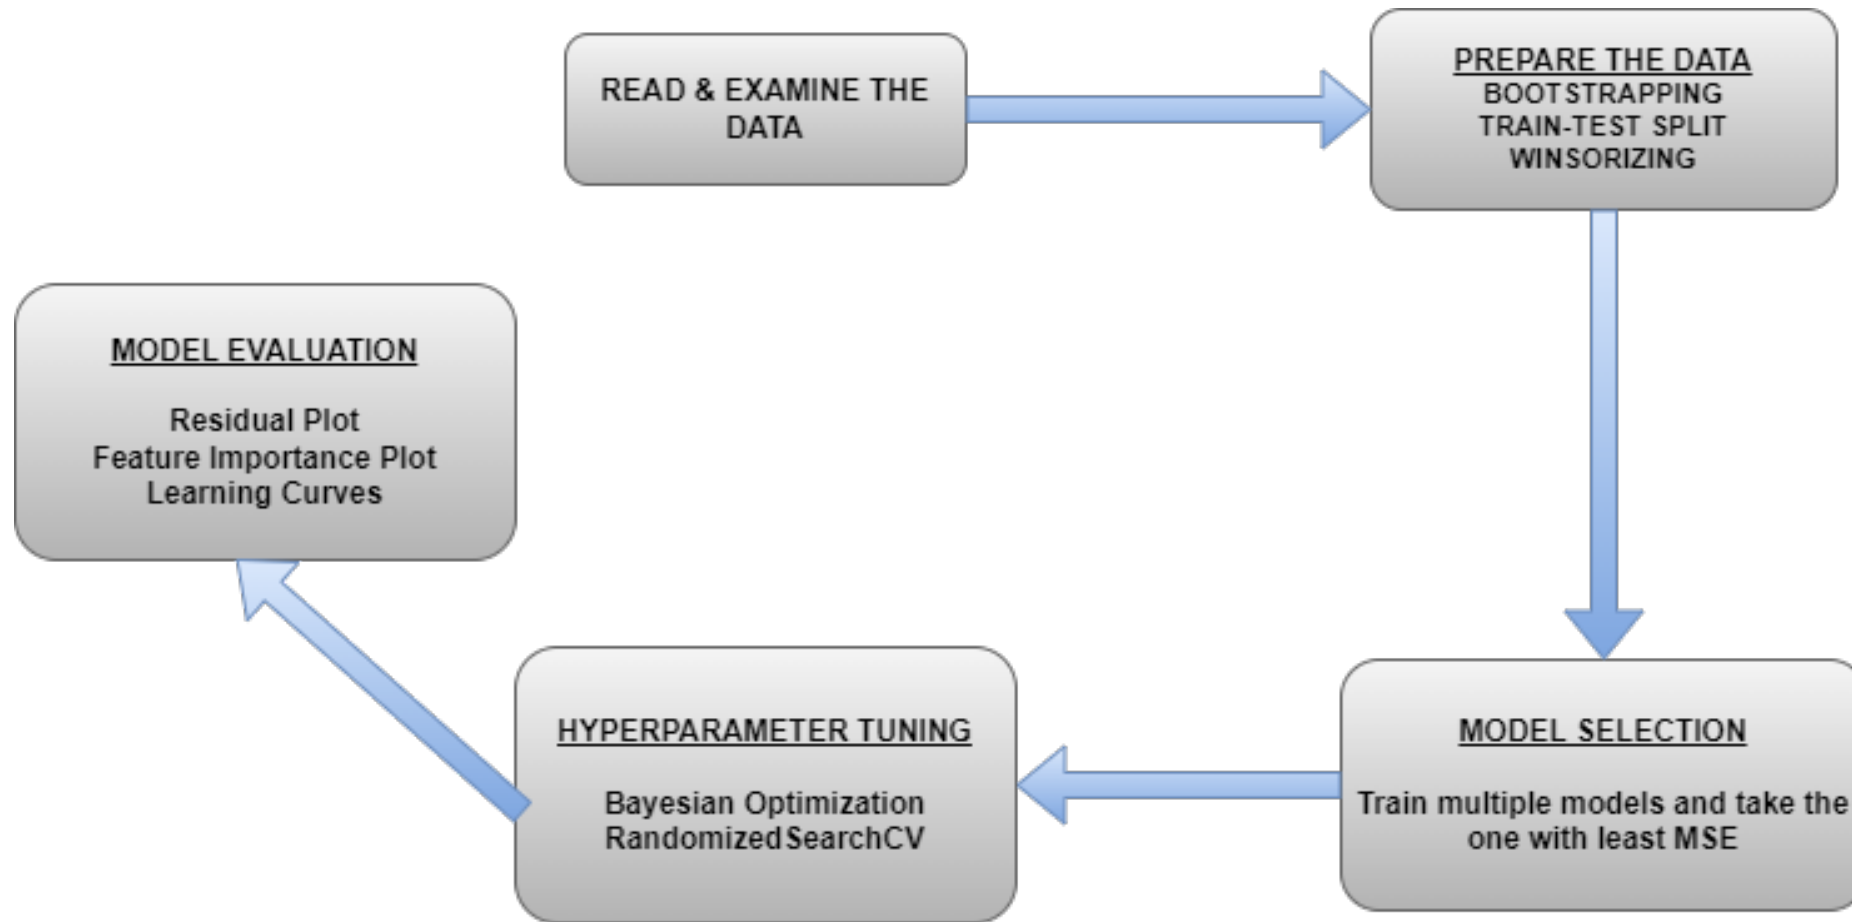 READ & EXAMINE THE
DATA
PREPARE THE DATA
BOOTSTRAPPING
TRAIN-TEST SPLIT
WINSORIZING
MODEL SELECTION
Train multiple models and take the
one with least MSE
HYPERPARAMETER TUNING
Bayesian Optimization
RandomizedSearchCV
MODEL EVALUATION
Residual Plot
Feature Importance Plot
Learning Curves